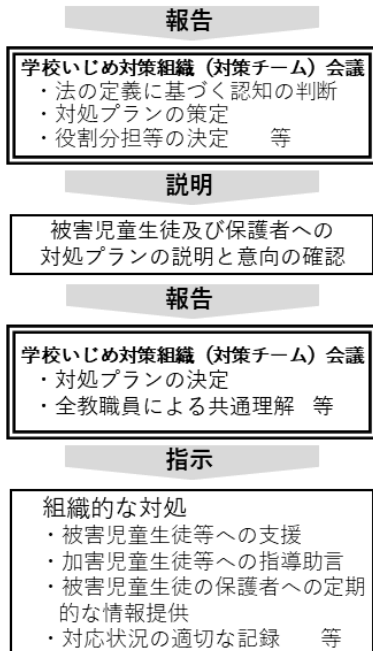 報告
学校いじめ対策組織（対策チーム）会議
・法の定義に基づく認知の判断
・対処プランの策定
・役割分担等の決定　等
説明
被害児童生徒及び保護者への
対処プランの説明と意向の確認
報告
学校いじめ対策組織（対策チーム）会議
・対処プランの決定
・全教職員による共通理解　等
指示
組織的な対処
・被害児童生徒等への支援
・加害児童生徒等への指導助言
・被害児童生徒の保護者への定期
的な情報提供
・対応状況の適切な記録　等